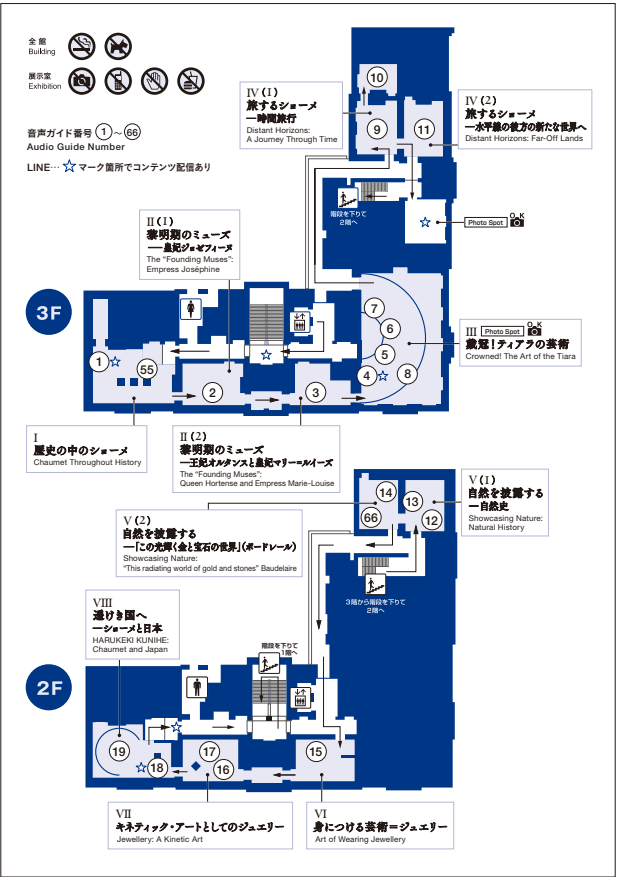 全 館
Building
展示室
Exhibition
音声ガイド番号 1 ～ 66
Audio Guide Number
LINE… ☆ マーク箇所でコンテンツ配信あり
IV (1)
旅するショーメ
―時間旅行
Distant Horizons:
A Journey Through Time
IV (2)
旅するショーメ
―水平線の彼方の新たな世界へ
Distant Horizons: Far-Off Lands
10
9
11
階段を下りて
2階へ
Photo Spot OK
II (1)
黎明期のミューズ
――皇妃ジョゼフィーヌ
The “Founding Muses”:
Empress Joséphine
3F
7
6
5
4
8
1
55
2
3
III Photo Spot OK
戴冠！ティアラの芸術
Crowned! The Art of the Tiara
I
歴史の中のショーメ
Chaumet Throughout History
II (2)
黎明期のミューズ
―王妃オルタンスと皇妃マリー=ルイーズ
The “Founding Muses”:
Queen Hortense and Empress Marie-Louise
V (1)
自然を披露する
―自然史
Showcasing Nature:
Natural History
V (2)
自然を披露する
―「この光輝く金と宝石の世界」（ボードレール）
Showcasing Nature:
“This radiating world of gold and stones” Baudelaire
14
13
66
12
3階から階段を下りて
2階へ
VIII
遥けき国へ
―ショーメと日本
HARUKEKI KUNIHE:
Chaumet and Japan
階段を下りて
1階へ
2F
19
18
17
16
15
VII
キネティック・アートとしてのジュエリー
Jewellery: A Kinetic Art
VI
身につける芸術＝ジュエリー
Art of Wearing Jewellery